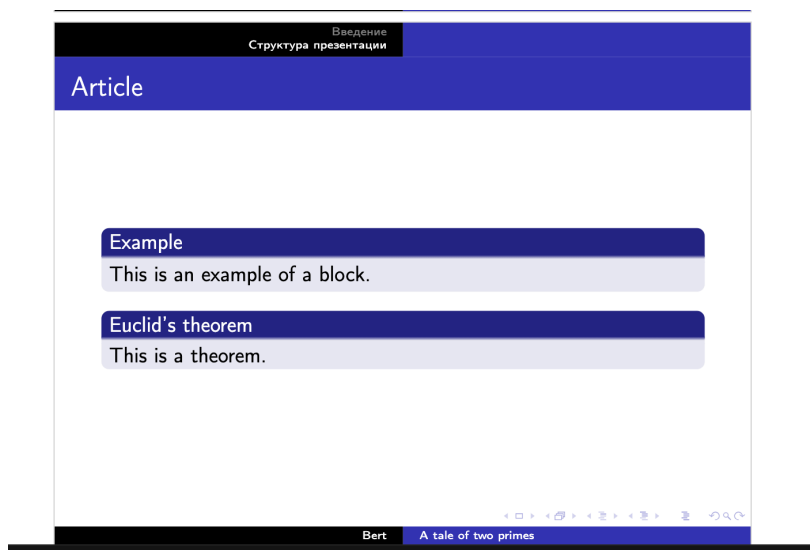 Введение
Структура презентации
Article
Example
This is an example of a block.
Euclid's theorem
This is a theorem.
Bert A tale of two primes